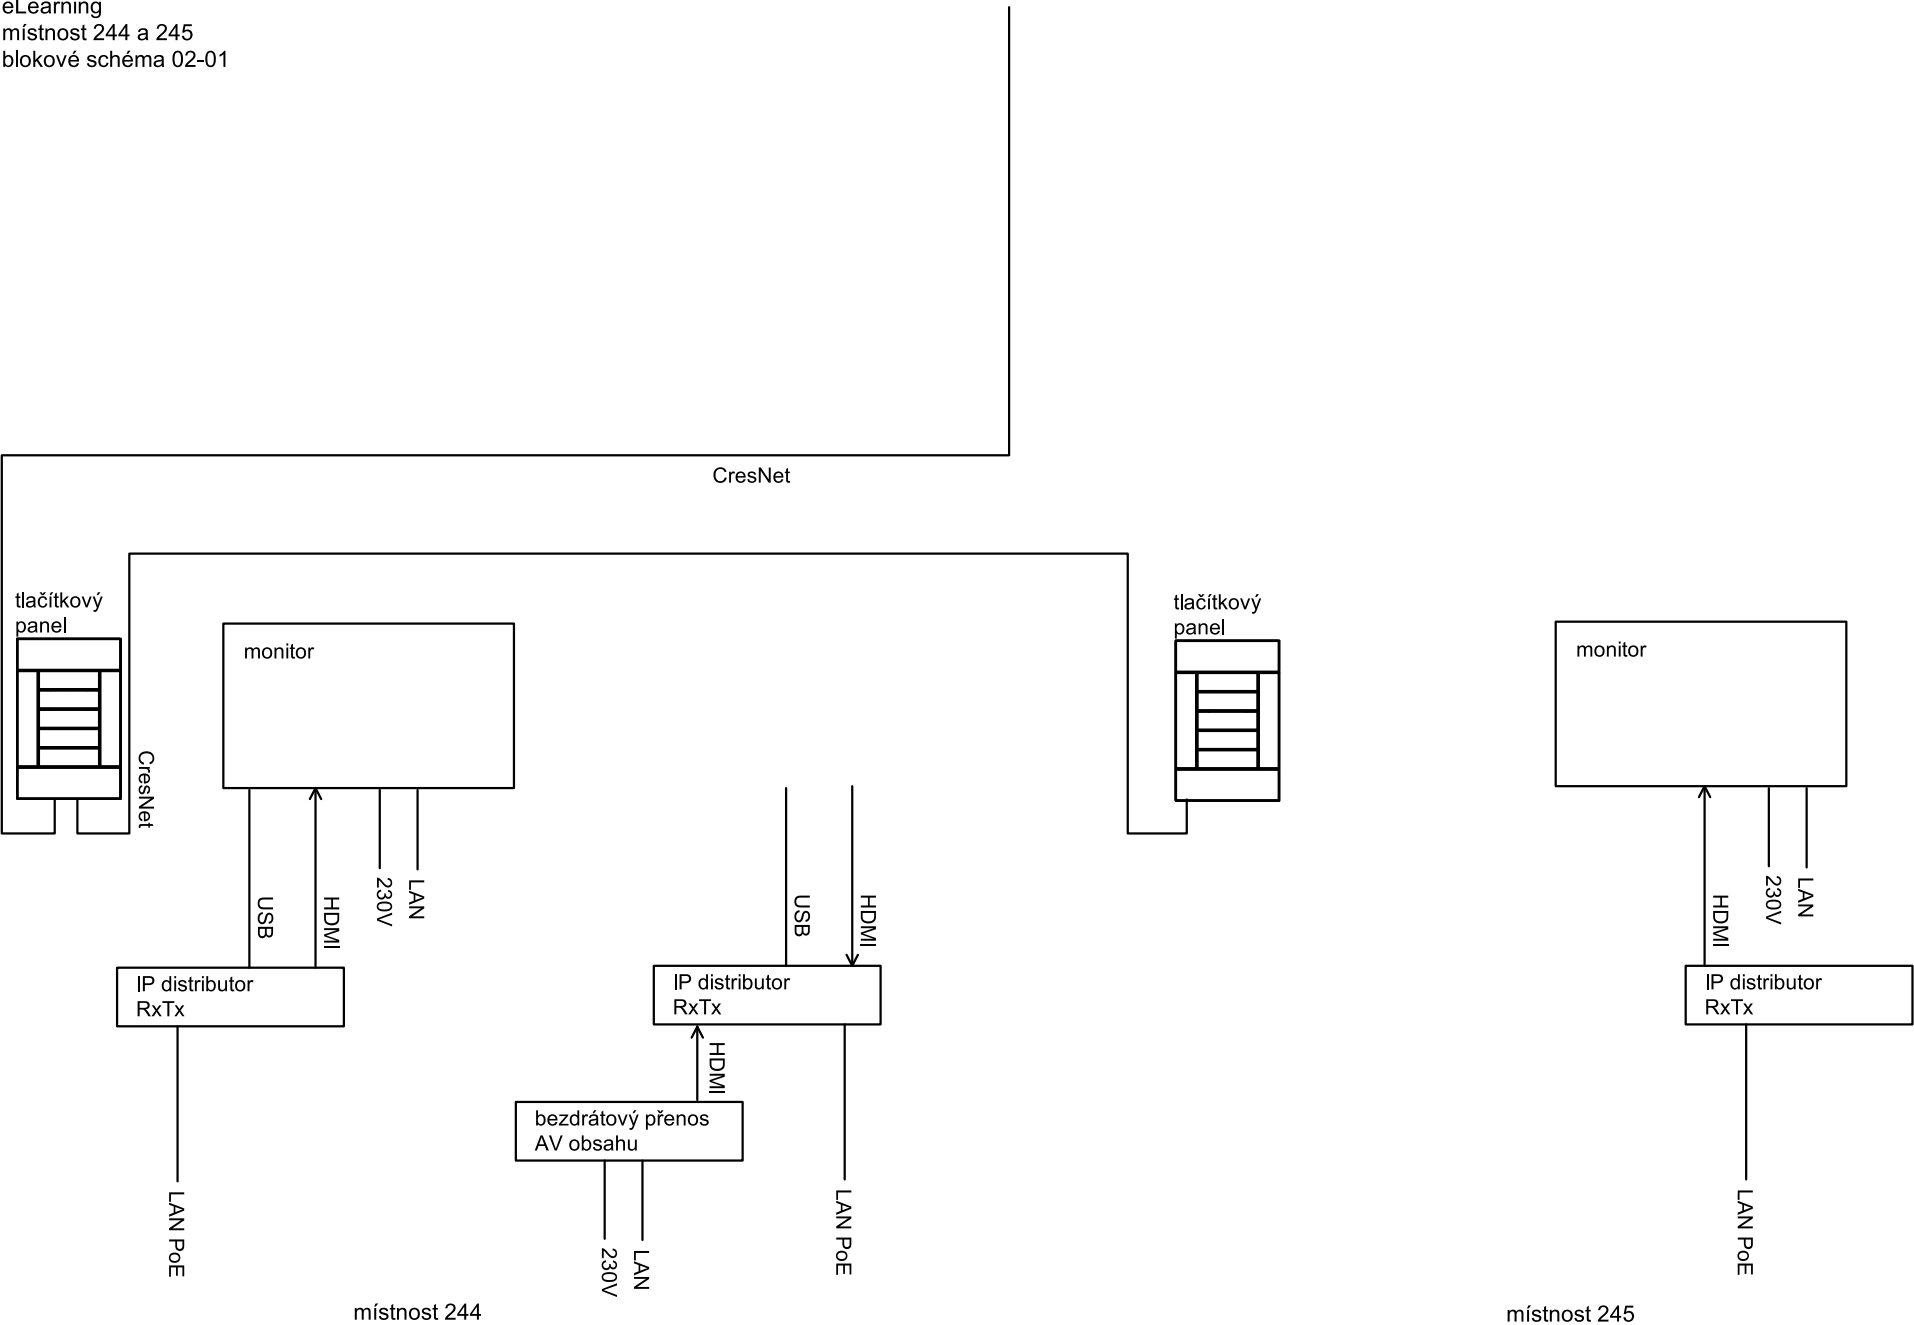 eLearning
místnost 244 a 245
blokové schéma 02-01
CresNet
tlačítkový
panel
monitor
CresNet
USB
HDMI
230V
LAN
IP distributor
RxTx
LAN PoE
USB
HDMI
IP distributor
RxTx
HDMI
bezdrátový přenos
AV obsahu
230V
LAN
LAN PoE
místnost 244
tlačítkový
panel
monitor
HDMI
230V
LAN
IP distributor
RxTx
LAN PoE
místnost 245